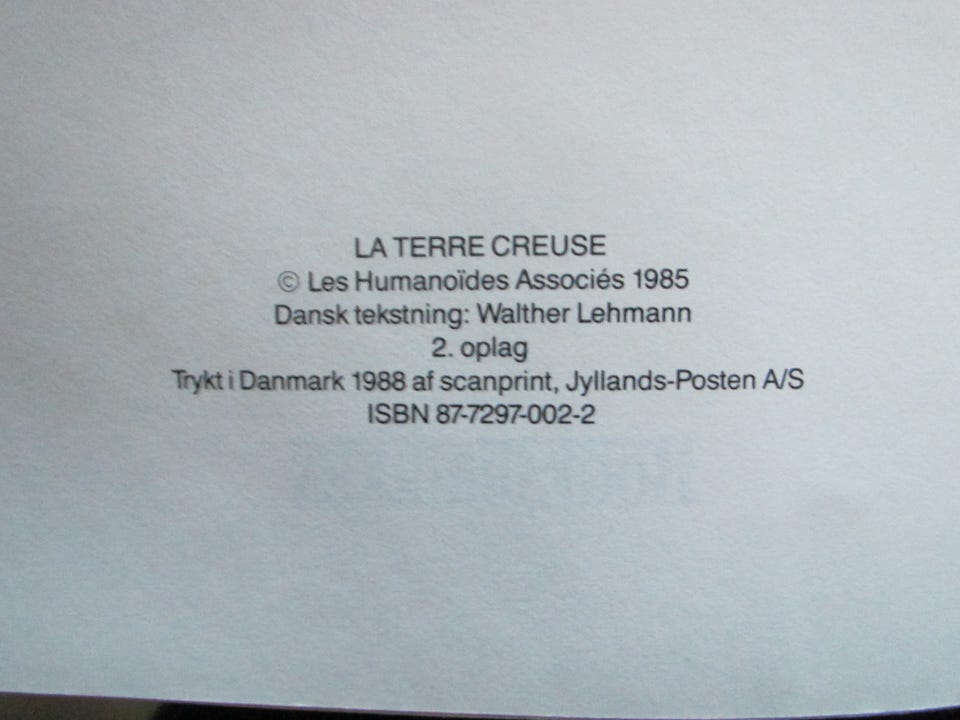 LA TERRE CREUSE
© Les Humanoïdes Associés 1985
Dansk tekstning: Walther Lehmann
2. oplag
Trykt i Danmark 1988 af scanprint, Jyllands-Posten A/S
ISBN 87-7297-002-2